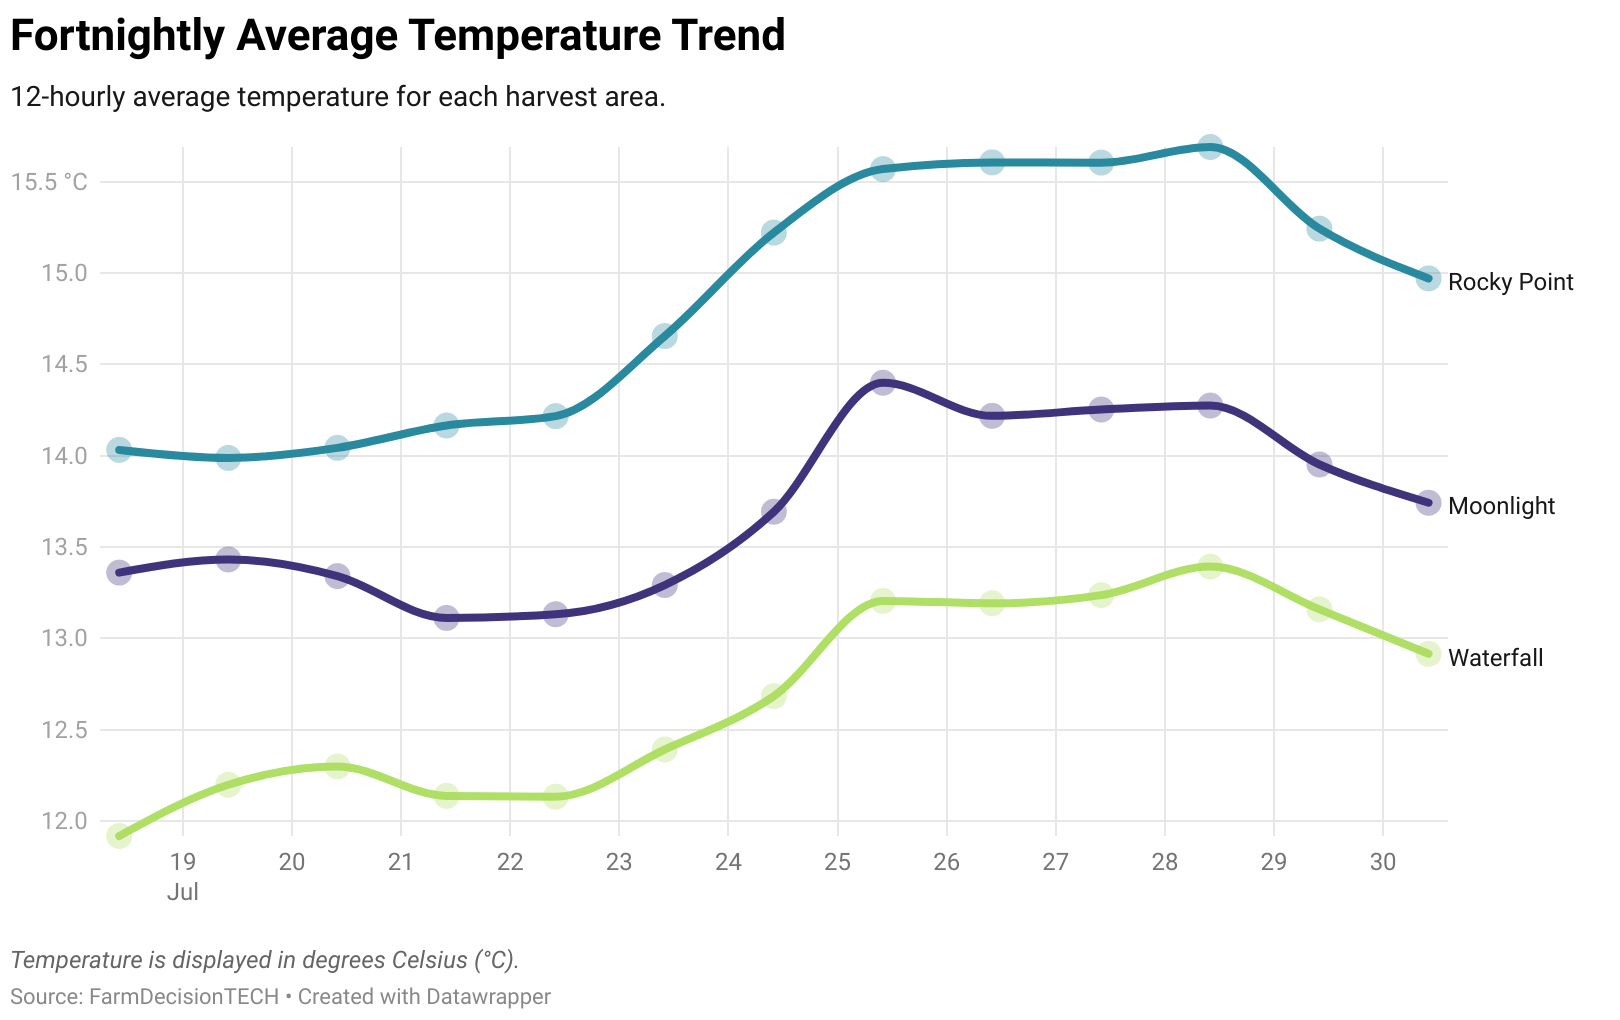 Fortnightly Average Temperature Trend
12-hourly average temperature for each harvest area.
15.5 °C
15.0
14.5
14.0
13.5
13.0
12.5
12.0
Rocky Point
Moonlight
Waterfall
19 20 21 22 23 24 25 26 27 28 29 30
Jul
Temperature is displayed in degrees Celsius (°C).
Source: FarmDecisionTECH • Created with Datawrapper